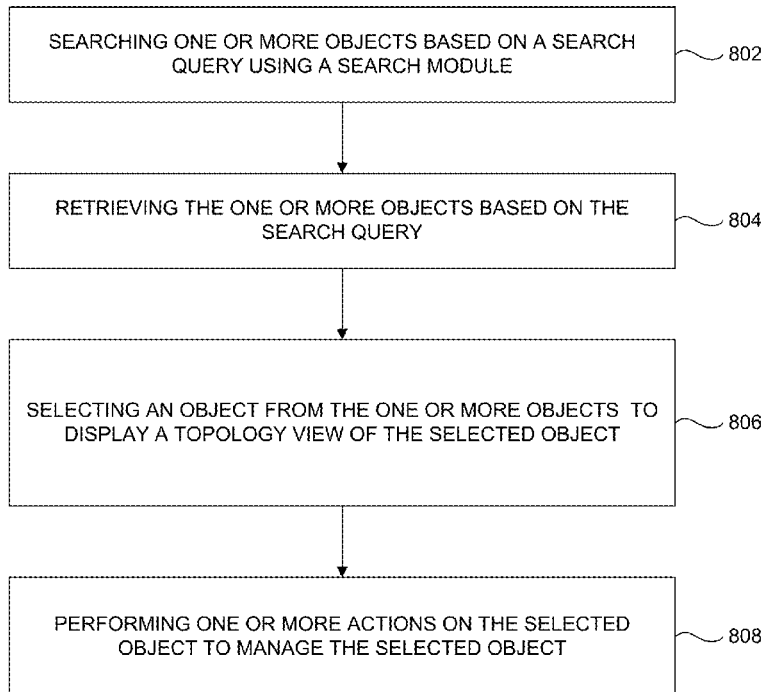 SEARCHING ONE OR MORE OBJECTS BASED ON A SEARCH
QUERY USING A SEARCH MODULE
802
RETRIEVING THE ONE OR MORE OBJECTS BASED ON THE
SEARCH QUERY
804
SELECTING AN OBJECT FROM THE ONE OR MORE OBJECTS TO
DISPLAY A TOPOLOGY VIEW OF THE SELECTED OBJECT
806
PERFORMING ONE OR MORE ACTIONS ON THE SELECTED
OBJECT TO MANAGE THE SELECTED OBJECT
808